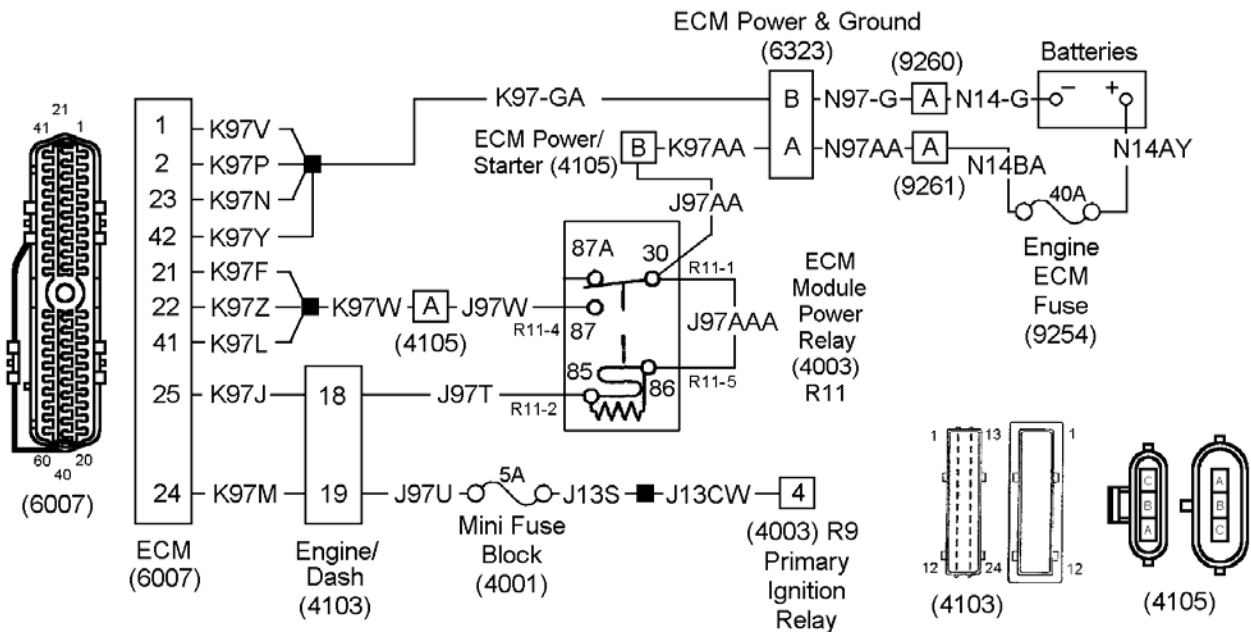 ECM Power & Ground
(6323)
(9260)
Batteries
21
41
1
60
20
40
(6007)
1
K97V
2
K97P
23
K97N
42
K97Y
21
K97F
22
K97Z
41
K97L
25
K97J
24
K97M
ECM
(6007)
K97-GA
B
N97-G
A
N14-G
-
+
ECM Power/
Starter (4105)
B
K97AA
A
N97AA
A
(9261)
N14BA
N14AY
40A
Engine
ECM
Fuse
(9254)
J97AA
87A
30
R11-1
87
R11-4
J97AAA
85
86
R11-5
R11-2
ECM
Module
Power
Relay
(4003)
R11
K97W
A
J97W
(4105)
18
J97T
19
J97U
5A
J13S
J13CW
4
Engine/
Dash
(4103)
Mini Fuse
Block
(4001)
(4003) R9
Primary
Ignition
Relay
1
13
1
12
24
12
(4103)
C
B
A
A
B
C
(4105)